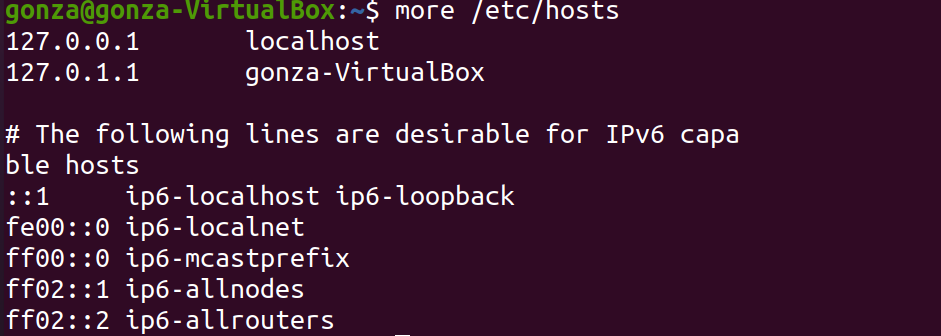 gonza@gonza-VirtualBox:~$ more /etc/hosts
127.0.0.1       localhost
127.0.1.1       gonza-VirtualBox
# The following lines are desirable for IPv6 capa
ble hosts
::1     ip6-localhost ip6-loopback
fe00::0 ip6-localnet
ff00::0 ip6-mcastprefix
ff02::1 ip6-allnodes
ff02::2 ip6-allrouters